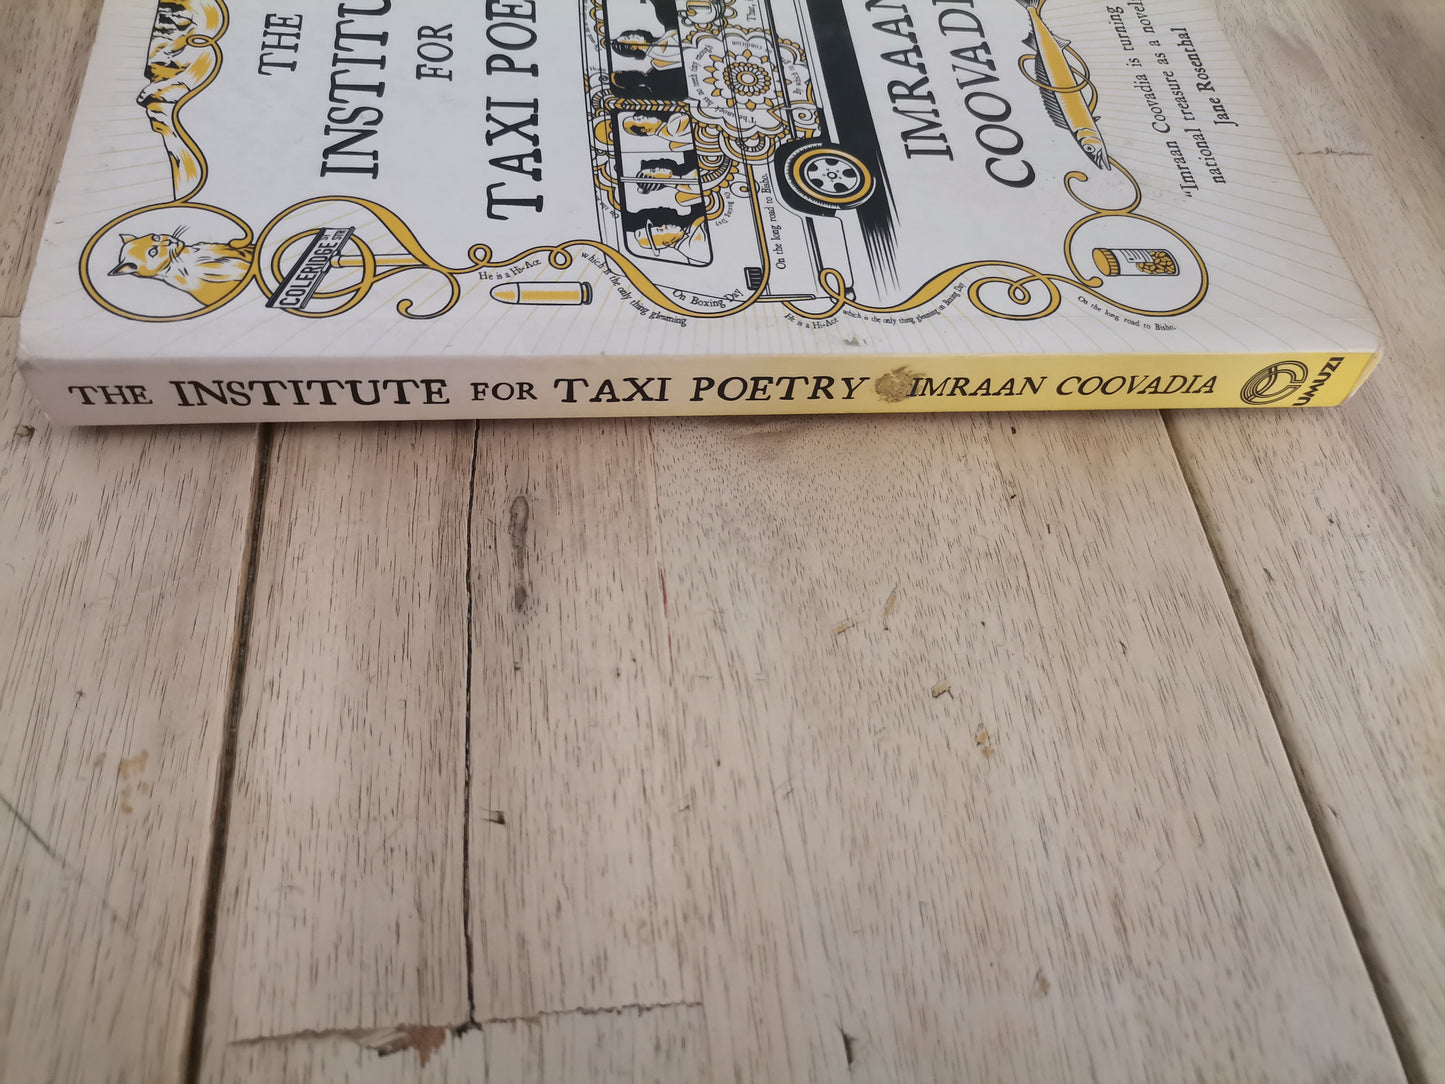 THE
INSTITU
FOR
TAXI POE
IMRAAN
COOVADI
"Imraan Coovadia is turning
national treasure as a noveli
Jane Rosenthal
COLERIDGE
He is a Hi-Ace
which is the only thing gleaming
On Boxing Day
On the long road to Bisho.
He is a Hi-Ace
which is the only thing gleaming on Boxing Day
On the long road to Bisho.
THE INSTITUTE FOR TAXI POETRY IMRAAN COOVADIA UMUZI